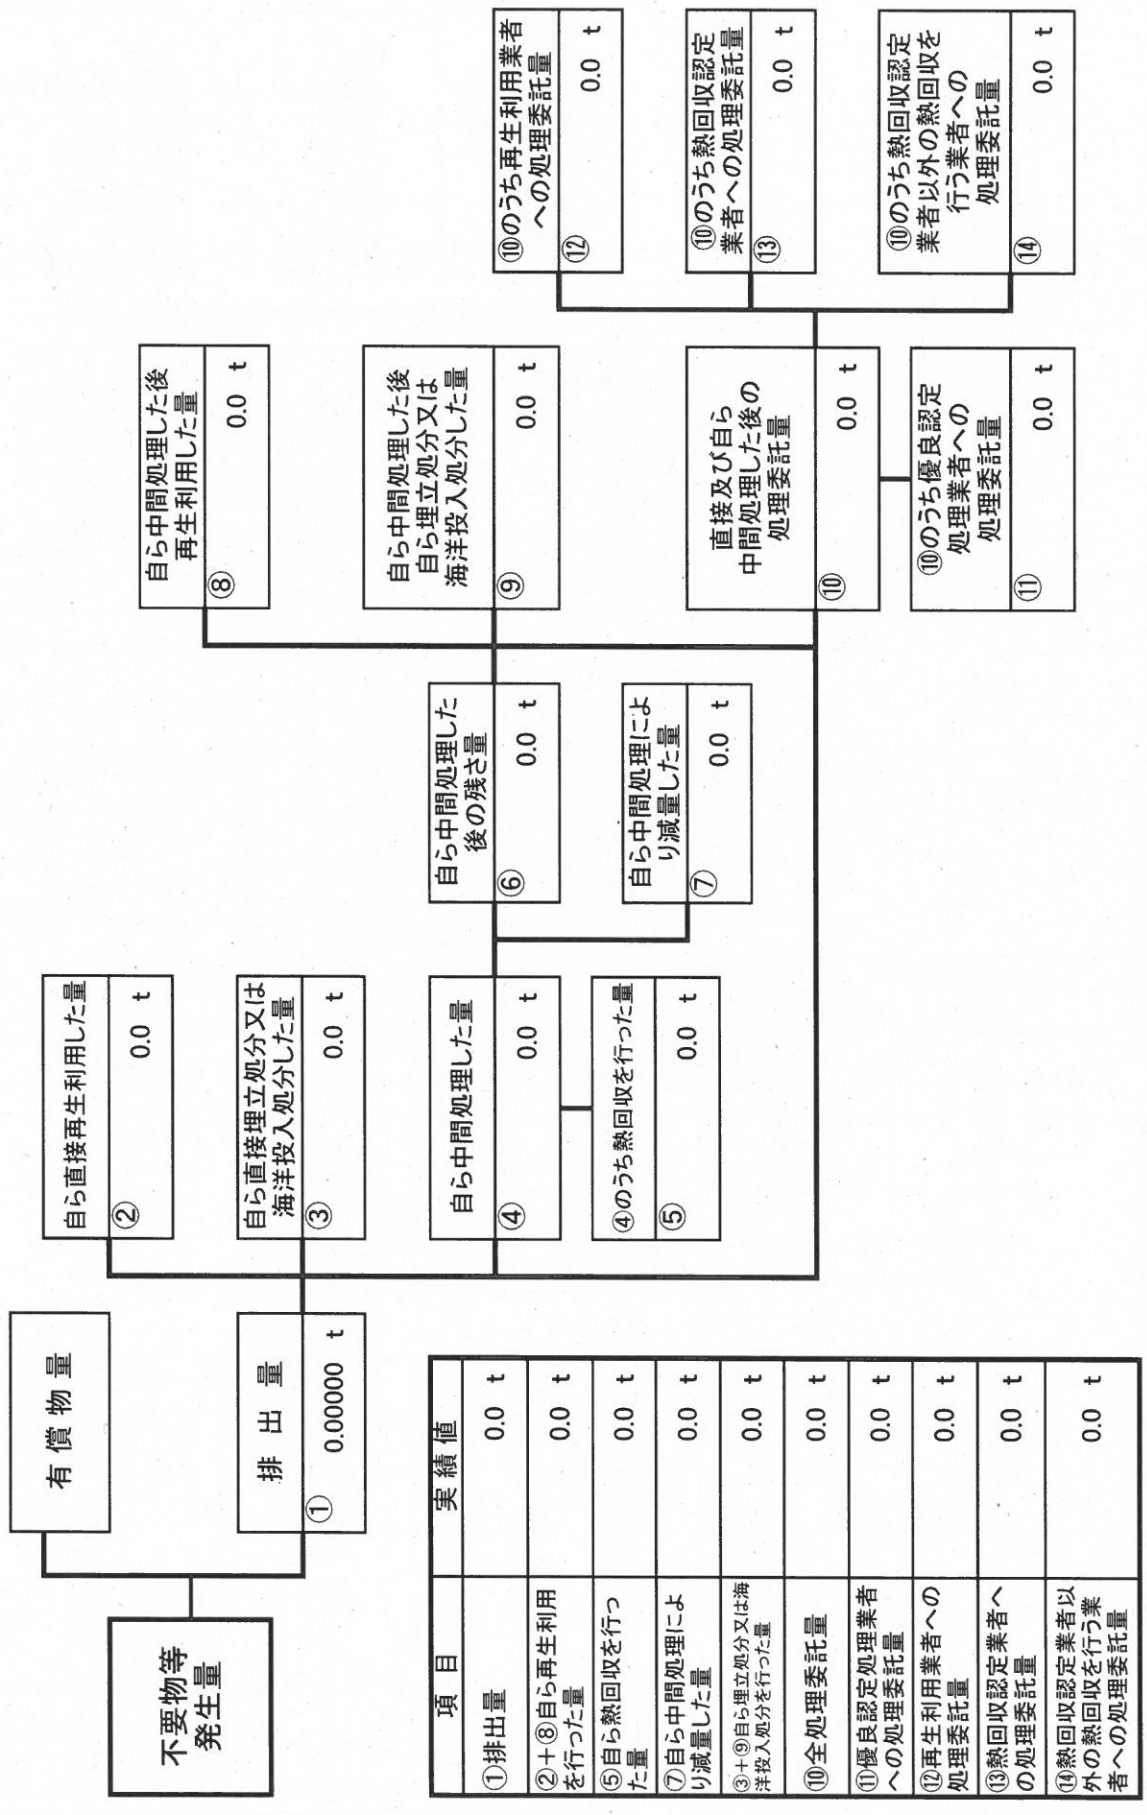 不要物等
発生量
有償物量
排出量
① 0.00000 t
自ら直接再生利用した量
② 0.0 t
自ら直接埋立処分又は
海洋投入処分した量
③ 0.0 t
自ら中間処理した量
④ 0.0 t
④のうち熱回収を行った量
⑤ 0.0 t
自ら中間処理した
後の残さ量
⑥ 0.0 t
自ら中間処理によ
り減量した量
⑦ 0.0 t
自ら中間処理した後
再生利用した量
⑧ 0.0 t
自ら中間処理した後
自ら埋立処分又は
海洋投入処分した量
⑨ 0.0 t
直接及び自ら
中間処理した後の
処理委託量
⑩ 0.0 t
⑩のうち優良認定
処理業者への
処理委託量
⑪ 0.0 t
⑩のうち再生利用業者
への処理委託量
⑫ 0.0 t
⑩のうち熱回収認定
業者への処理委託量
⑬ 0.0 t
⑩のうち熱回収認定
業者以外の熱回収を
行う業者への
処理委託量
⑭ 0.0 t
項目 実績値
①排出量 0.0 t
②+⑧自ら再生利用
を行った量 0.0 t
⑤自ら熱回収を行っ
た量 0.0 t
⑦自ら中間処理によ
り減量した量 0.0 t
③+⑨自ら埋立処分又は海
洋投入処分を行った量 0.0 t
⑩全処理委託量 0.0 t
⑪優良認定処理業者
への処理委託量 0.0 t
⑫再生利用業者への
処理委託量 0.0 t
⑬熱回収認定業者へ
の処理委託量 0.0 t
⑭熱回収認定業者以
外の熱回収を行う業
者への処理委託量 0.0 t